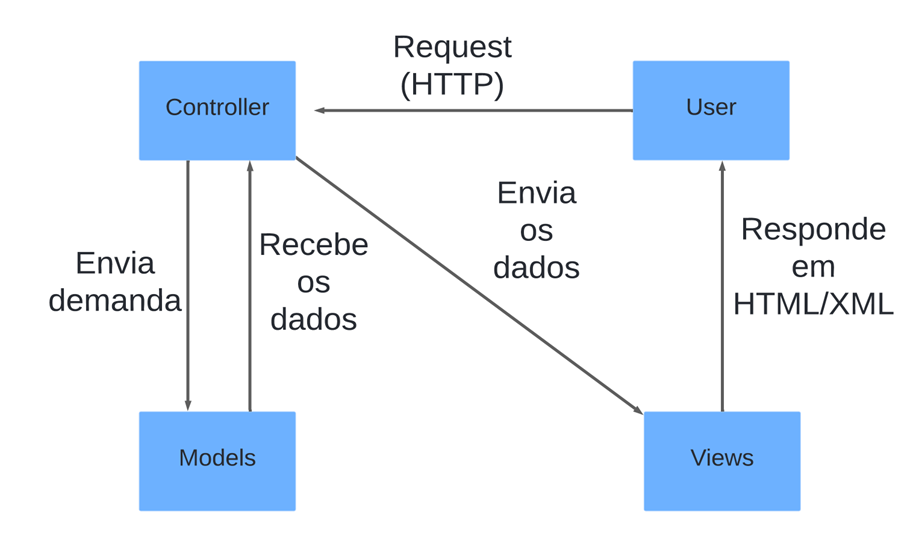 Request
(HTTP)
Controller
User
Envia
os
dados
Recebe
os
dados
Envia
demanda
Responde
em
HTML/XML
Models
Views